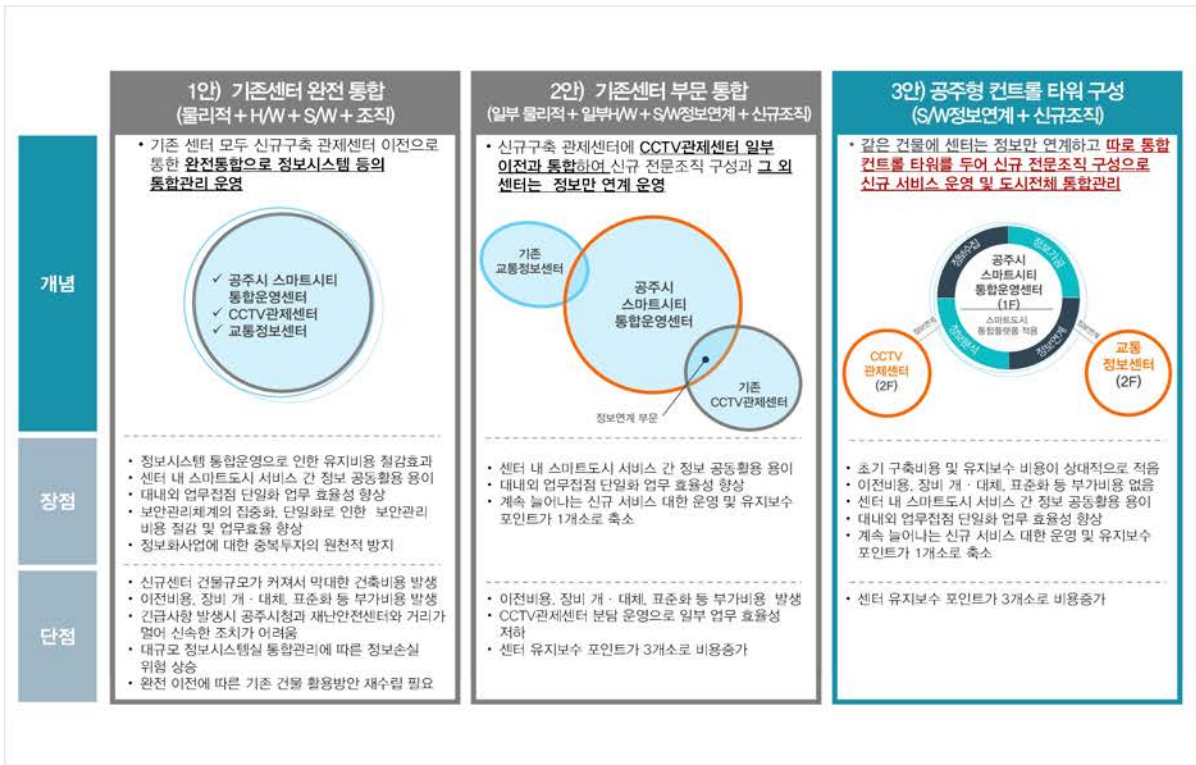 1안) 기존센터 완전 통합
(물리적 + H/W + S/W + 조직)
2안) 기존센터 부문 통합
(일부 물리적 + 일부H/W + S/W정보연계 + 신규조직)
3안) 공주형 컨트롤 타워 구성
(S/W정보연계 + 신규조직)
개념
• 기존 센터 모두 신규구축 관제센터 이전으로
통한 완전통합으로 정보시스템 등의
통합관리 운영
✓ 공주시 스마트시티
통합운영센터
✓ CCTV관제센터
✓ 교통정보센터
• 신규구축 관제센터에 CCTV관제센터 일부
이전과 통합하여 신규 전문조직 구성과 그 외
센터는 정보만 연계 운영
기존
교통정보센터
공주시
스마트시티
통합운영센터
기존
CCTV관제센터
정보연계 부문
• 같은 건물에 센터는 정보만 연계하고 따로 통합
컨트롤 타워를 두어 신규 전문조직 구성으로
신규 서비스 운영 및 도시전체 통합관리
정보수집
정보가공
정보분석
정보연계
공주시
스마트시티
통합운영센터
(1F)
스마트도시
통합플랫폼 적용
정보연계
정보연계
CCTV
관제센터
(2F)
교통
정보센터
(2F)
장점
• 정보시스템 통합운영으로 인한 유지비용 절감효과
• 센터 내 스마트도시 서비스 간 정보 공동활용 용이
• 대내외 업무접점 단일화 업무 효율성 향상
• 보안관리체계의 집중화, 단일화로 인한 보안관리
비용 절감 및 업무효율 향상
• 정보화사업에 대한 중복투자의 원천적 방지
• 센터 내 스마트도시 서비스 간 정보 공동활용 용이
• 대내외 업무접점 단일화 업무 효율성 향상
• 계속 늘어나는 신규 서비스 대한 운영 및 유지보수
포인트가 1개소로 축소
• 초기 구축비용 및 유지보수 비용이 상대적으로 적음
• 이전비용, 장비 개 · 대체, 표준화 등 부가비용 없음
• 센터 내 스마트도시 서비스 간 정보 공동활용 용이
• 대내외 업무접점 단일화 업무 효율성 향상
• 계속 늘어나는 신규 서비스 대한 운영 및 유지보수
포인트가 1개소로 축소
단점
• 신규센터 건물규모가 커져서 막대한 건축비용 발생
• 이전비용, 장비 개 · 대체, 표준화 등 부가비용 발생
• 긴급사항 발생시 공주시청과 재난안전센터와 거리가
멀어 신속한 조치가 어려움
• 대규모 정보시스템실 통합관리에 따른 정보손실
위험 상승
• 완전 이전에 따른 기존 건물 활용방안 재수립 필요
• 이전비용, 장비 개 · 대체, 표준화 등 부가비용 발생
• CCTV관제센터 분담 운영으로 일부 업무 효율성
저하
• 센터 유지보수 포인트가 3개소로 비용증가
• 센터 유지보수 포인트가 3개소로 비용증가